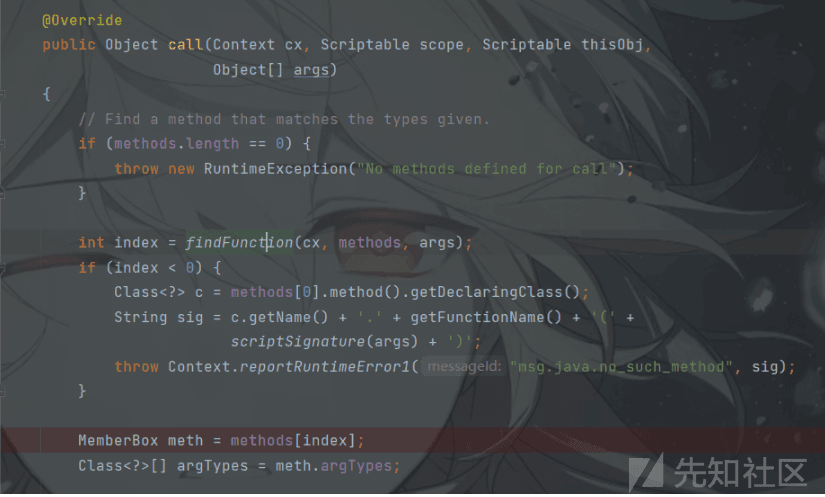 @Override
public Object call(Context cx, Scriptable scope, Scriptable thisObj,
Object[] args)
{
// Find a method that matches the types given.
if (methods.length == 0) {
throw new RuntimeException("No methods defined for call");
}
int index = findFunction(cx, methods, args);
if (index < 0) {
Class<?> c = methods[0].method().getDeclaringClass();
String sig = c.getName() + '.' + getFunctionName() + '(' +
scriptSignature(args) + ')';
throw Context.reportRuntimeError1( messageId: "msg.java.no_such_method", sig);
}
MemberBox meth = methods[index];
Class<?>[] argTypes = meth.argTypes;
先知社区